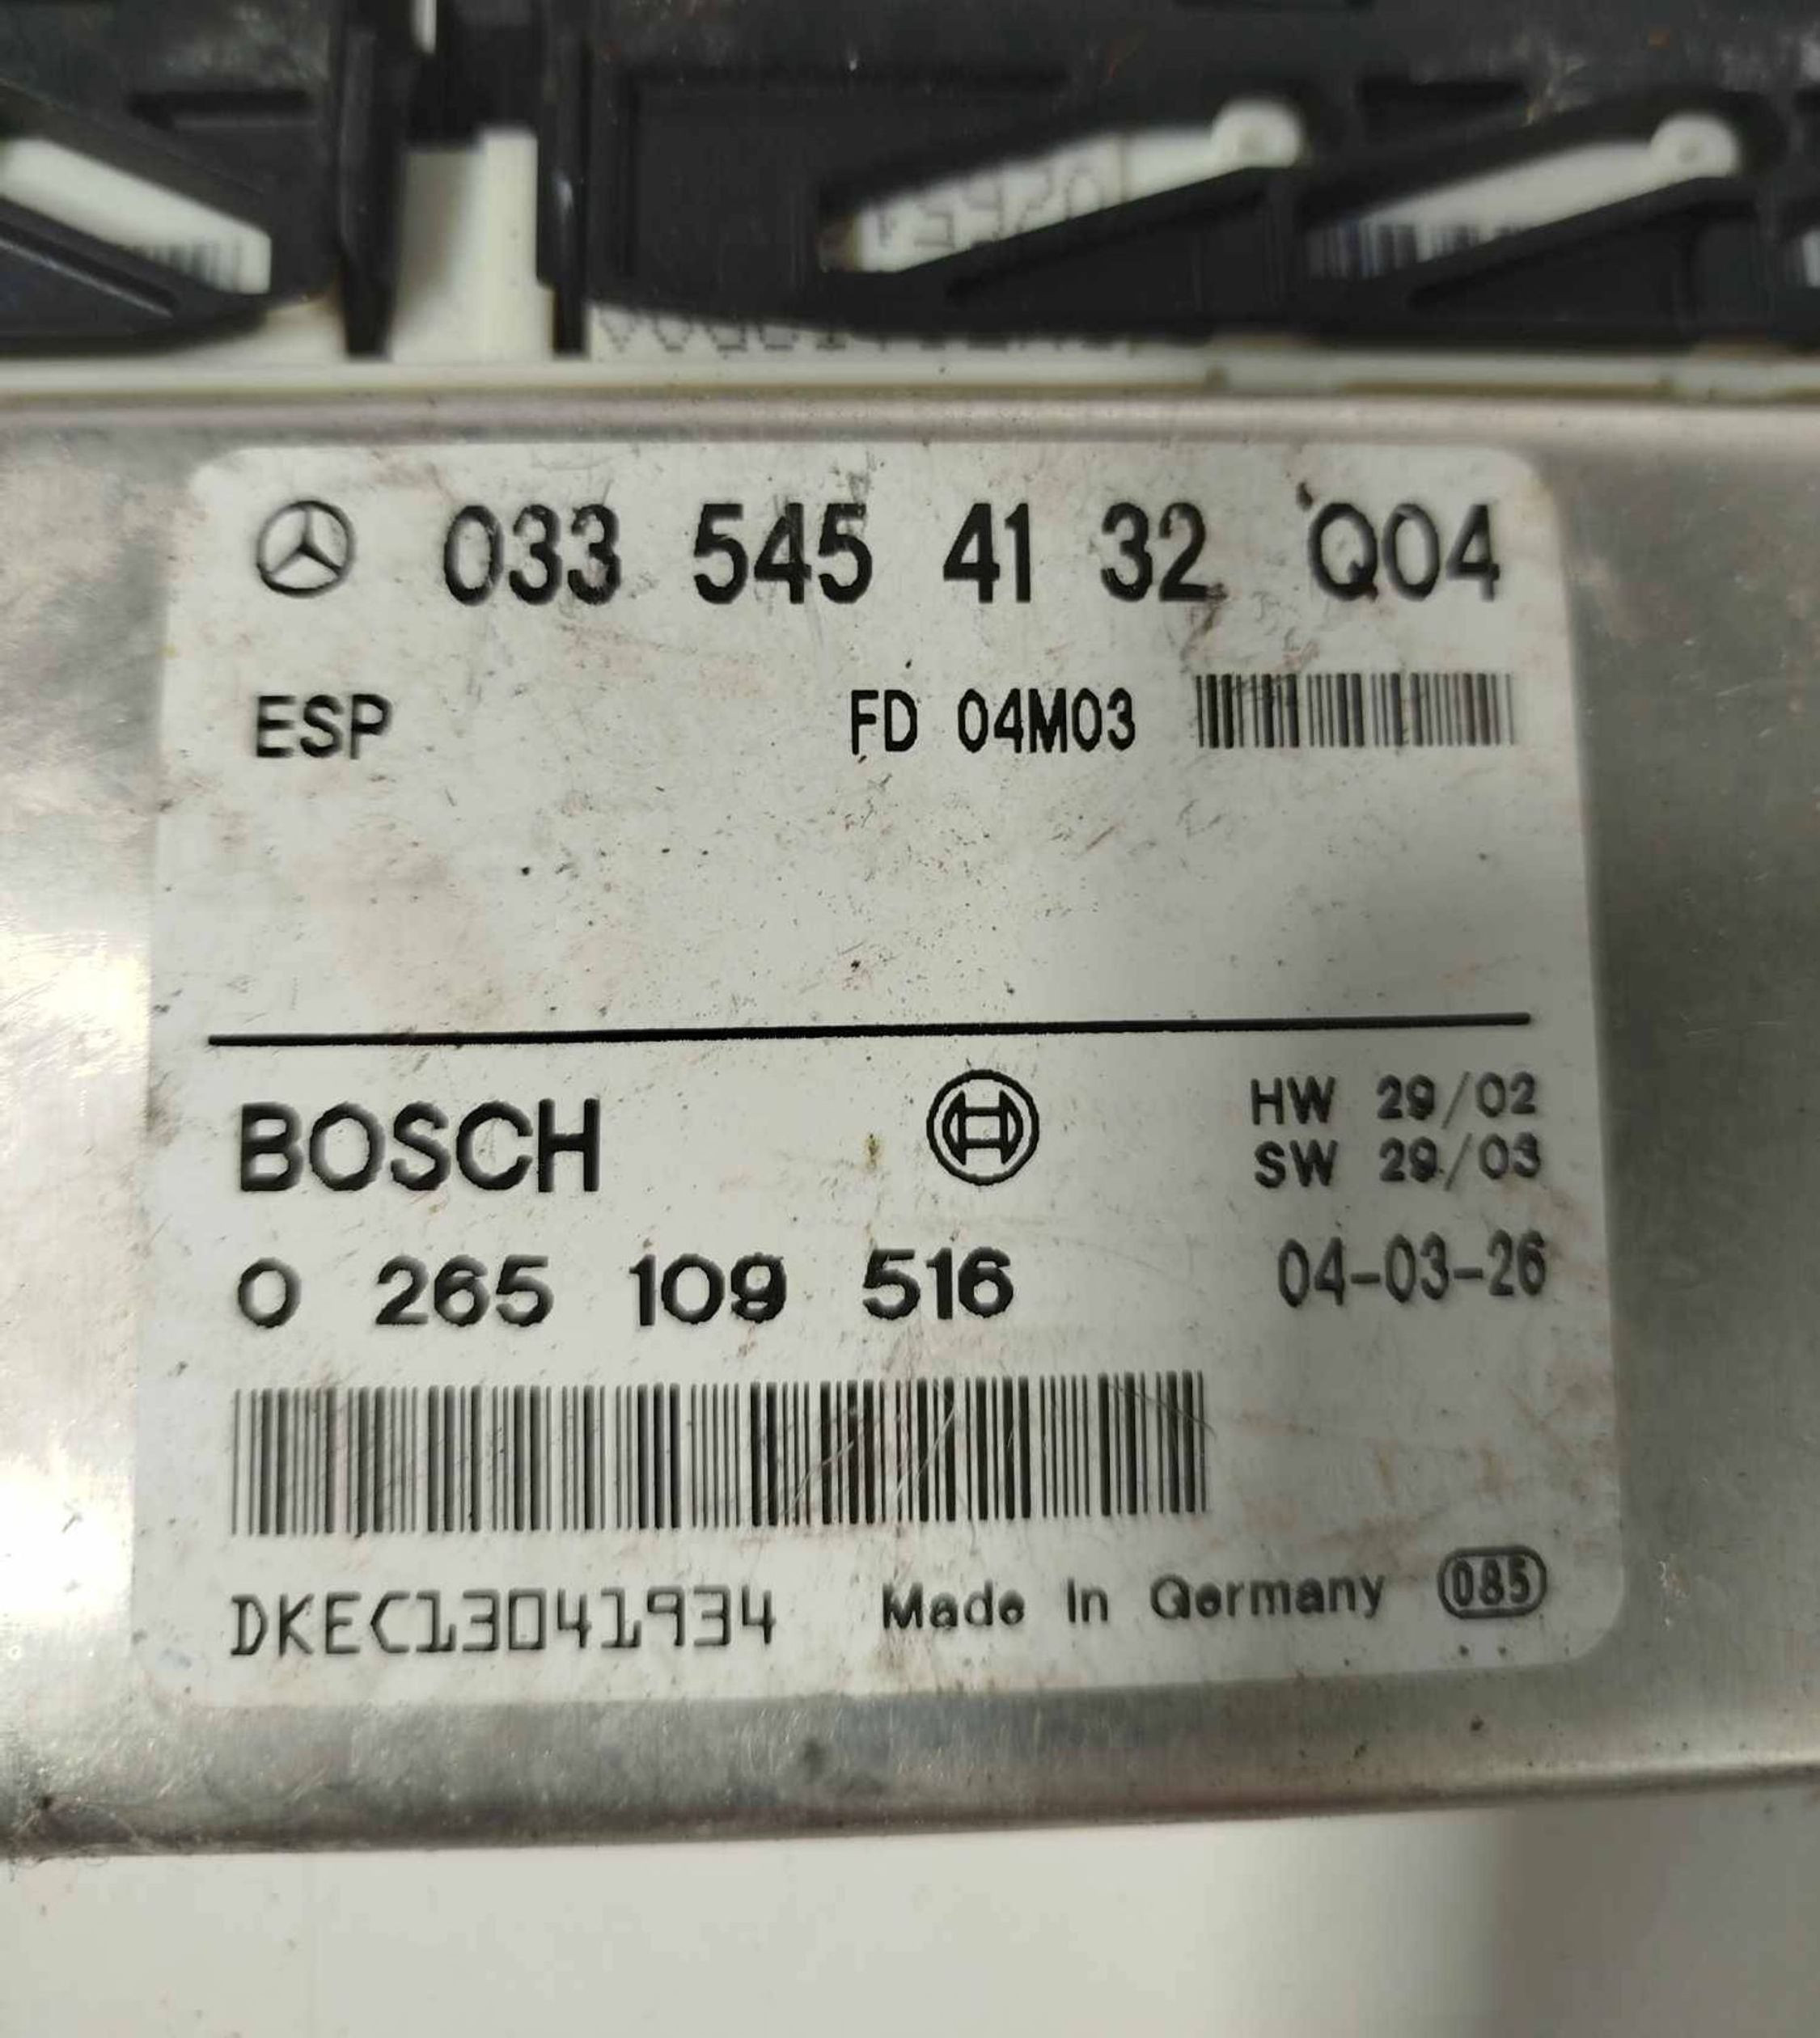 033 545 41 32 Q04
ESP FD 04M03
BOSCH HW 29/02
SW 29/03
0 265 109 516 04-03-26
DKEC13041934 Made In Germany 085